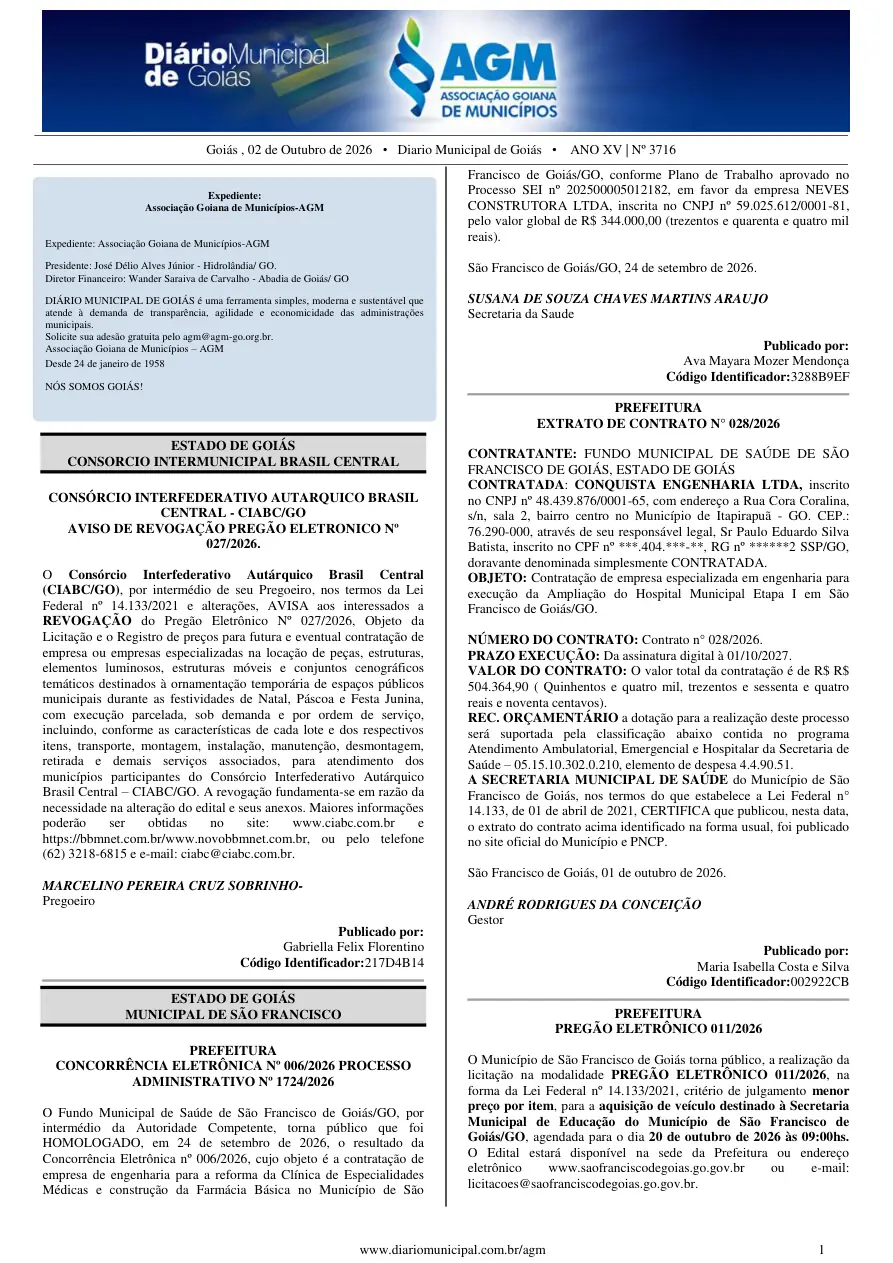 Diário Municipal
de Goiás
AGM
ASSOCIAÇÃO GOIANA
DE MUNICÍPIOS
Goiás , 02 de Outubro de 2026 • Diario Municipal de Goiás • ANO XV | Nº 3716
Expediente:
Associação Goiana de Municípios-AGM
Expediente: Associação Goiana de Municípios-AGM
Presidente: José Délio Alves Júnior - Hidrolândia/ GO.
Diretor Financeiro: Wander Saraiva de Carvalho - Abadia de Goiás/ GO
DIÁRIO MUNICIPAL DE GOIÁS é uma ferramenta simples, moderna e sustentável que
atende à demanda de transparência, agilidade e economicidade das administrações
municipais.
Solicite sua adesão gratuita pelo agm@agm-go.org.br.
Associação Goiana de Municípios – AGM
Desde 24 de janeiro de 1958
NÓS SOMOS GOIÁS!
ESTADO DE GOIÁS
CONSORCIO INTERMUNICIPAL BRASIL CENTRAL
CONSÓRCIO INTERFEDERATIVO AUTARQUICO BRASIL
CENTRAL - CIABC/GO
AVISO DE REVOGAÇÃO PREGÃO ELETRONICO Nº
027/2026.
O Consórcio Interfederativo Autárquico Brasil Central
(CIABC/GO), por intermédio de seu Pregoeiro, nos termos da Lei
Federal nº 14.133/2021 e alterações, AVISA aos interessados a
REVOGAÇÃO do Pregão Eletrônico Nº 027/2026, Objeto da
Licitação e o Registro de preços para futura e eventual contratação de
empresa ou empresas especializadas na locação de peças, estruturas,
elementos luminosos, estruturas móveis e conjuntos cenográficos
temáticos destinados à ornamentação temporária de espaços públicos
municipais durante as festividades de Natal, Páscoa e Festa Junina,
com execução parcelada, sob demanda e por ordem de serviço,
incluindo, conforme as características de cada lote e dos respectivos
itens, transporte, montagem, instalação, manutenção, desmontagem,
retirada e demais serviços associados, para atendimento dos
municípios participantes do Consórcio Interfederativo Autárquico
Brasil Central – CIABC/GO. A revogação fundamenta-se em razão da
necessidade na alteração do edital e seus anexos. Maiores informações
poderão ser obtidas no site: www.ciabc.com.br e
https://bbmnet.com.br/www.novobbmnet.com.br, ou pelo telefone
(62) 3218-6815 e e-mail: ciabc@ciabc.com.br.
MARCELINO PEREIRA CRUZ SOBRINHO-
Pregoeiro
Publicado por:
Gabriella Felix Florentino
Código Identificador:217D4B14
ESTADO DE GOIÁS
MUNICIPAL DE SÃO FRANCISCO
PREFEITURA
CONCORRÊNCIA ELETRÔNICA Nº 006/2026 PROCESSO
ADMINISTRATIVO Nº 1724/2026
O Fundo Municipal de Saúde de São Francisco de Goiás/GO, por
intermédio da Autoridade Competente, torna público que foi
HOMOLOGADO, em 24 de setembro de 2026, o resultado da
Concorrência Eletrônica nº 006/2026, cujo objeto é a contratação de
empresa de engenharia para a reforma da Clínica de Especialidades
Médicas e construção da Farmácia Básica no Município de São
Francisco de Goiás/GO, conforme Plano de Trabalho aprovado no
Processo SEI nº 202500005012182, em favor da empresa NEVES
CONSTRUTORA LTDA, inscrita no CNPJ nº 59.025.612/0001-81,
pelo valor global de R$ 344.000,00 (trezentos e quarenta e quatro mil
reais).
São Francisco de Goiás/GO, 24 de setembro de 2026.
SUSANA DE SOUZA CHAVES MARTINS ARAUJO
Secretaria da Saude
Publicado por:
Ava Mayara Mozer Mendonça
Código Identificador:3288B9EF
PREFEITURA
EXTRATO DE CONTRATO N° 028/2026
CONTRATANTE: FUNDO MUNICIPAL DE SAÚDE DE SÃO
FRANCISCO DE GOIÁS, ESTADO DE GOIÁS
CONTRATADA: CONQUISTA ENGENHARIA LTDA, inscrito
no CNPJ nº 48.439.876/0001-65, com endereço a Rua Cora Coralina,
s/n, sala 2, bairro centro no Município de Itapirapuã - GO. CEP.:
76.290-000, através de seu responsável legal, Sr Paulo Eduardo Silva
Batista, inscrito no CPF nº ***.404.***-**, RG nº ******2 SSP/GO,
doravante denominada simplesmente CONTRATADA.
OBJETO: Contratação de empresa especializada em engenharia para
execução da Ampliação do Hospital Municipal Etapa I em São
Francisco de Goiás/GO.
NÚMERO DO CONTRATO: Contrato n° 028/2026.
PRAZO EXECUÇÃO: Da assinatura digital à 01/10/2027.
VALOR DO CONTRATO: O valor total da contratação é de R$ R$
504.364,90 ( Quinhentos e quatro mil, trezentos e sessenta e quatro
reais e noventa centavos).
REC. ORÇAMENTÁRIO a dotação para a realização deste processo
será suportada pela classificação abaixo contida no programa
Atendimento Ambulatorial, Emergencial e Hospitalar da Secretaria de
Saúde – 05.15.10.302.0.210, elemento de despesa 4.4.90.51.
A SECRETARIA MUNICIPAL DE SAÚDE do Município de São
Francisco de Goiás, nos termos do que estabelece a Lei Federal n°
14.133, de 01 de abril de 2021, CERTIFICA que publicou, nesta data,
o extrato do contrato acima identificado na forma usual, foi publicado
no site oficial do Município e PNCP.
São Francisco de Goiás, 01 de outubro de 2026.
ANDRÉ RODRIGUES DA CONCEIÇÃO
Gestor
Publicado por:
Maria Isabella Costa e Silva
Código Identificador:002922CB
PREFEITURA
PREGÃO ELETRÔNICO 011/2026
O Município de São Francisco de Goiás torna público, a realização da
licitação na modalidade PREGÃO ELETRÔNICO 011/2026, na
forma da Lei Federal nº 14.133/2021, critério de julgamento menor
preço por item, para a aquisição de veículo destinado à Secretaria
Municipal de Educação do Município de São Francisco de
Goiás/GO, agendada para o dia 20 de outubro de 2026 às 09:00hs.
O Edital estará disponível na sede da Prefeitura ou endereço
eletrônico www.saofranciscodegoias.go.gov.br ou e-mail:
licitacoes@saofranciscodegoias.go.gov.br.
www.diariomunicipal.com.br/agm 1